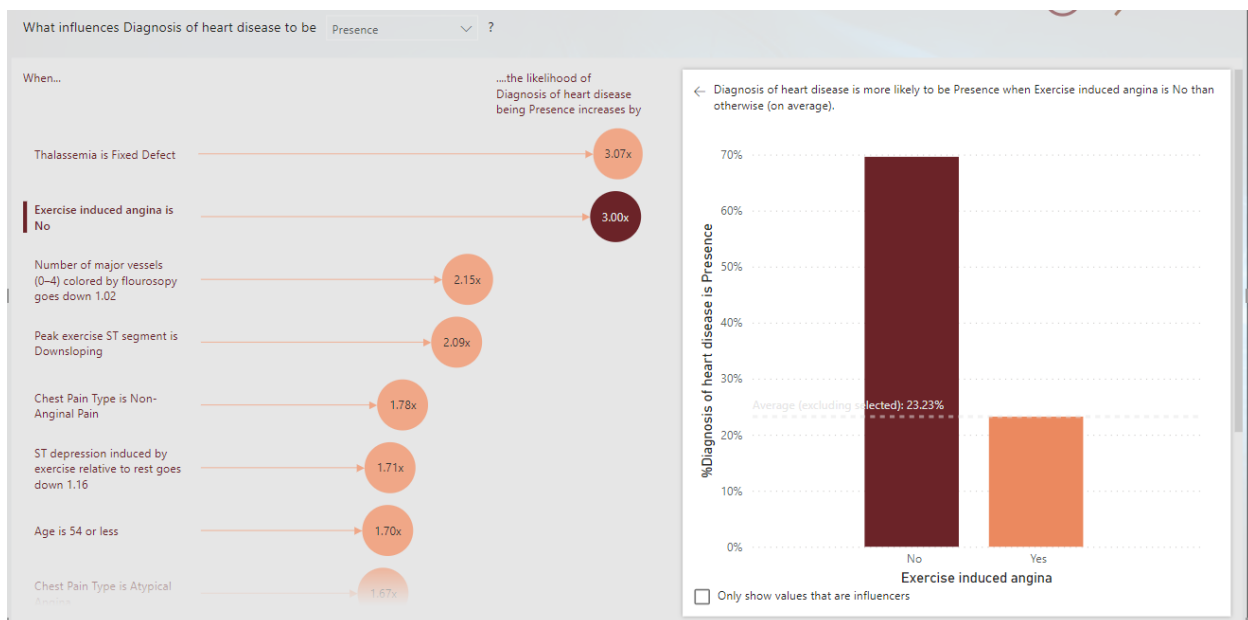 What influences Diagnosis of heart disease to be Presence ?
When...
....the likelihood of
Diagnosis of heart disease
being Presence increases by
Thalassemia is Fixed Defect
3.07x
Exercise induced angina is
No
3.00x
Number of major vessels
(0–4) colored by flourosopy
goes down 1.02
2.15x
Peak exercise ST segment is
Downsloping
2.09x
Chest Pain Type is Non-
Anginal Pain
1.78x
ST depression induced by
exercise relative to rest goes
down 1.16
1.71x
Age is 54 or less
1.70x
Chest Pain Type is Atypical
Angina
1.67x
← Diagnosis of heart disease is more likely to be Presence when Exercise induced angina is No than
otherwise (on average).
%Diagnosis of heart disease is Presence
70%
60%
50%
40%
30%
20%
10%
0%
Average (excluding selected): 23.23%
No
Yes
Exercise induced angina
Only show values that are influencers